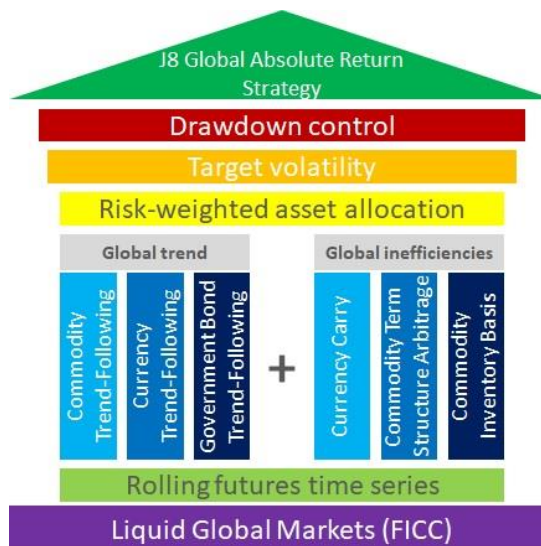 J8 Global Absolute Return
Strategy
Drawdown control
Target volatility
Risk-weighted asset allocation
Global trend
Global inefficiencies
Commodity
Trend-Following
Currency
Trend-Following
Government Bond
Trend-Following
+
Currency Carry
Commodity Term
Structure Arbitrage
Commodity
Inventory Basis
Rolling futures time series
Liquid Global Markets (FICC)